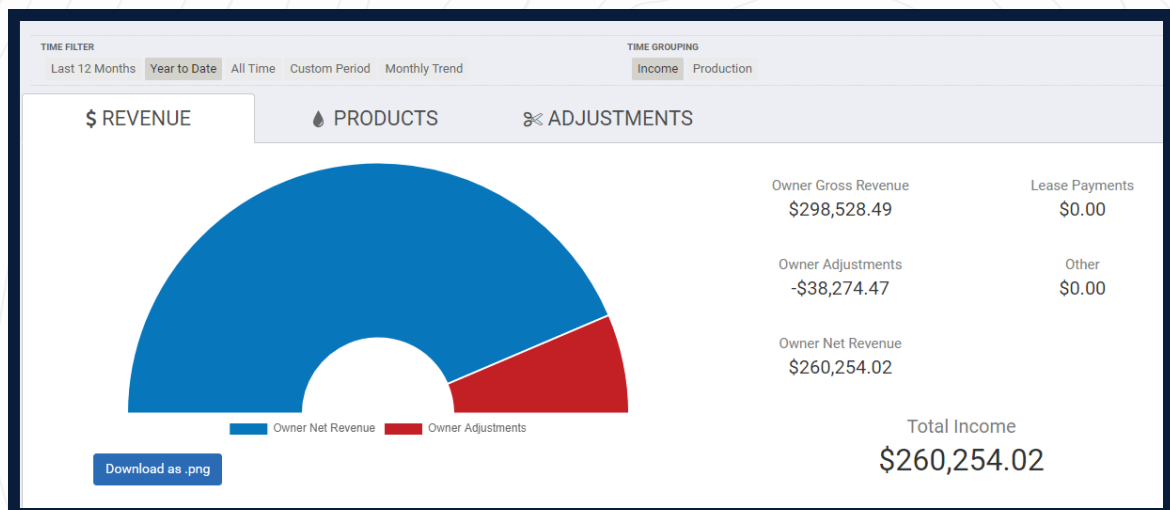 TIME FILTER
Last 12 Months Year to Date All Time Custom Period Monthly Trend
TIME GROUPING
Income Production
$ REVENUE
PRODUCTS
ADJUSTMENTS
Owner Net Revenue Owner Adjustments
Download as .png
Owner Gross Revenue
$298,528.49
Lease Payments
$0.00
Owner Adjustments
-$38,274.47
Other
$0.00
Owner Net Revenue
$260,254.02
Total Income
$260,254.02